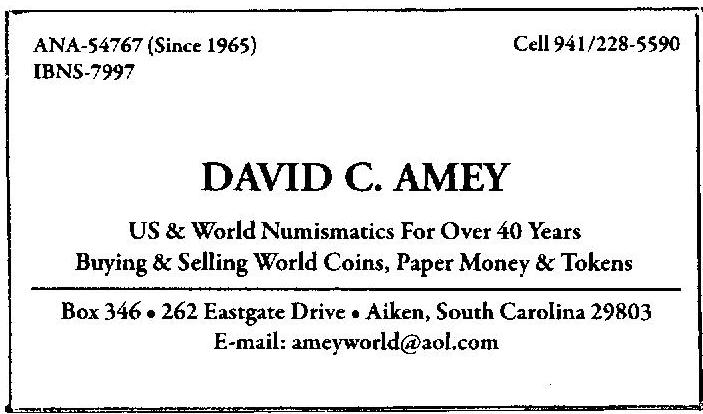 ANA-54767 (Since 1965)
Cell 941/228-5590
IBNS-7997
DAVID C. AMEY
US & World Numismatics For Over 40 Years
Buying & Selling World Coins, Paper Money & Tokens
Box 346 • 262 Eastgate Drive • Aiken, South Carolina 29803
E-mail: ameyworld@aol.com